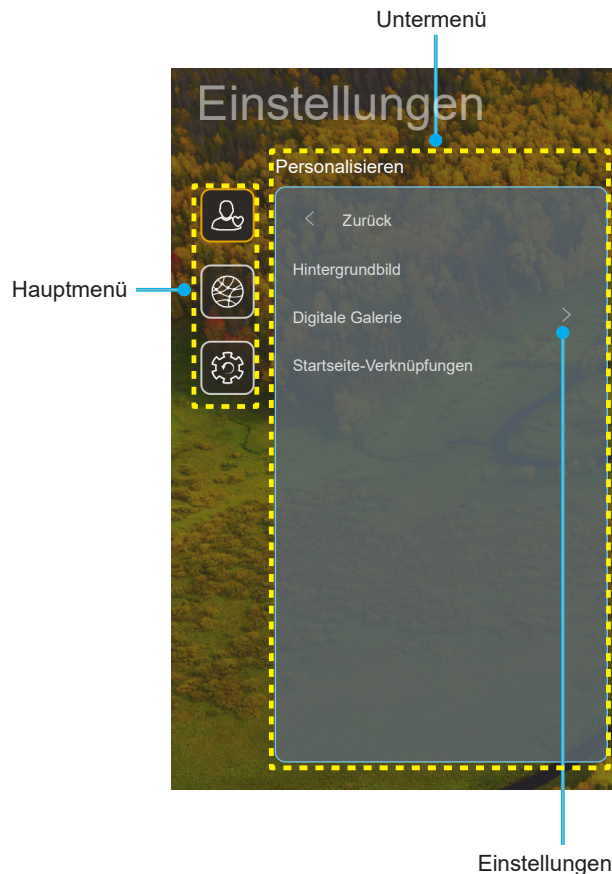 Untermenü
Einstellungen
Personalisieren
Zurück
Hauptmenü
Hintergrundbild
Digitale Galerie
Startseite-Verknüpfungen
Einstellungen